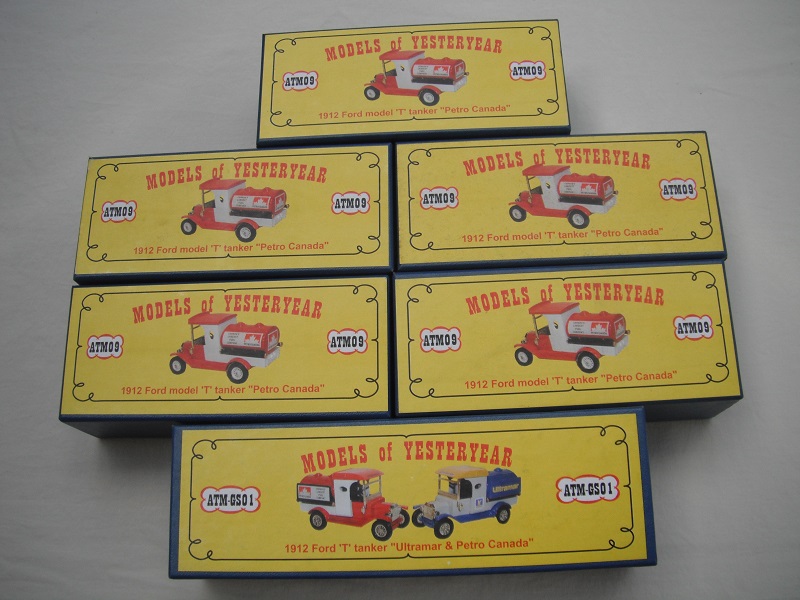 MODELS of YESTERYEAR
ATM09
ATM09
1912 Ford model 'T' tanker "Petro Canada"
MODELS of YESTERYEAR
ATM09
ATM09
1912 Ford model 'T' tanker "Petro Canada"
MODELS of YESTERYEAR
ATM09
ATM09
1912 Ford model 'T' tanker "Petro Canada"
MODELS of YESTERYEAR
ATM09
ATM09
1912 Ford model 'T' tanker "Petro Canada"
MODELS of YESTERYEAR
ATM09
ATM09
1912 Ford model 'T' tanker "Petro Canada"
MODELS of YESTERYEAR
Ultramar
ATM-GS01
ATM-GS01
1912 Ford 'T' tanker "Ultramar & Petro Canada"